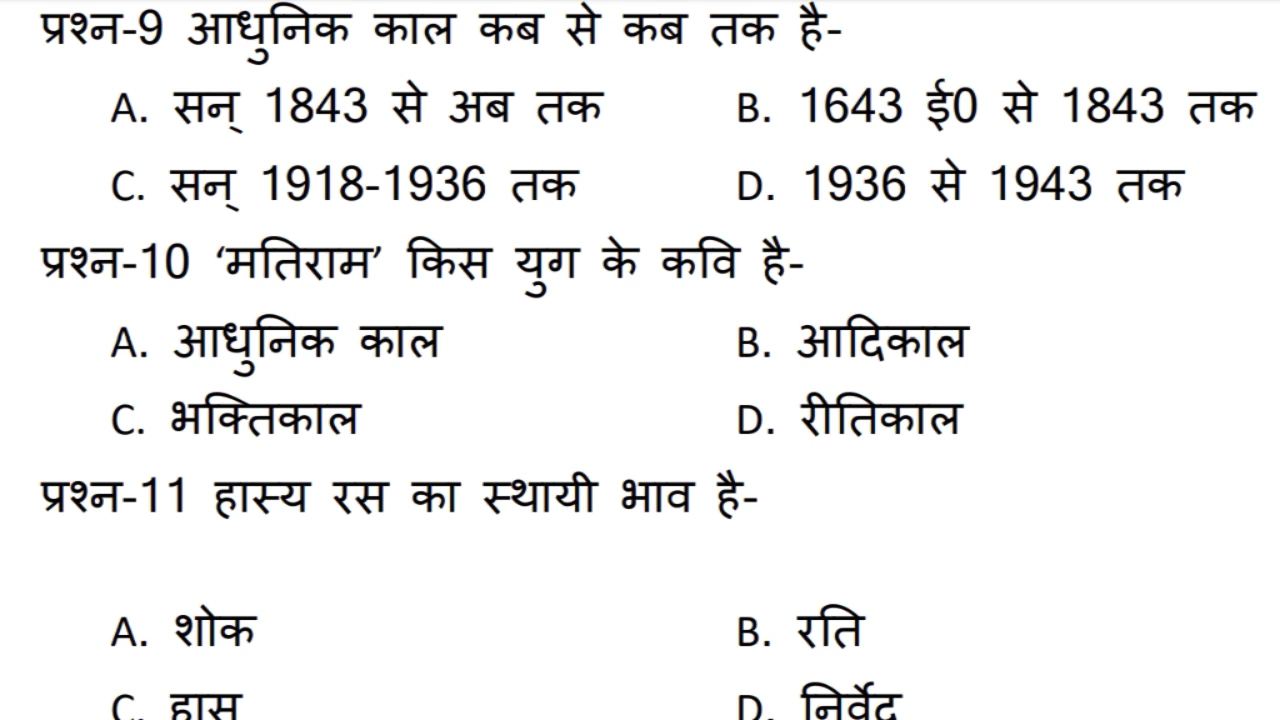 प्रश्न-9 आधुनिक काल कब से कब तक है-
A. सन् 1843 से अब तक B. 1643 ई0 से 1843 तक
C. सन् 1918-1936 तक D. 1936 से 1943 तक
प्रश्न-10 ‘मतिराम’ किस युग के कवि है-
A. आधुनिक काल B. आदिकाल
C. भक्तिकाल D. रीतिकाल
प्रश्न-11 हास्य रस का स्थायी भाव है-
A. शोक B. रति
C. हास D. निर्वेद